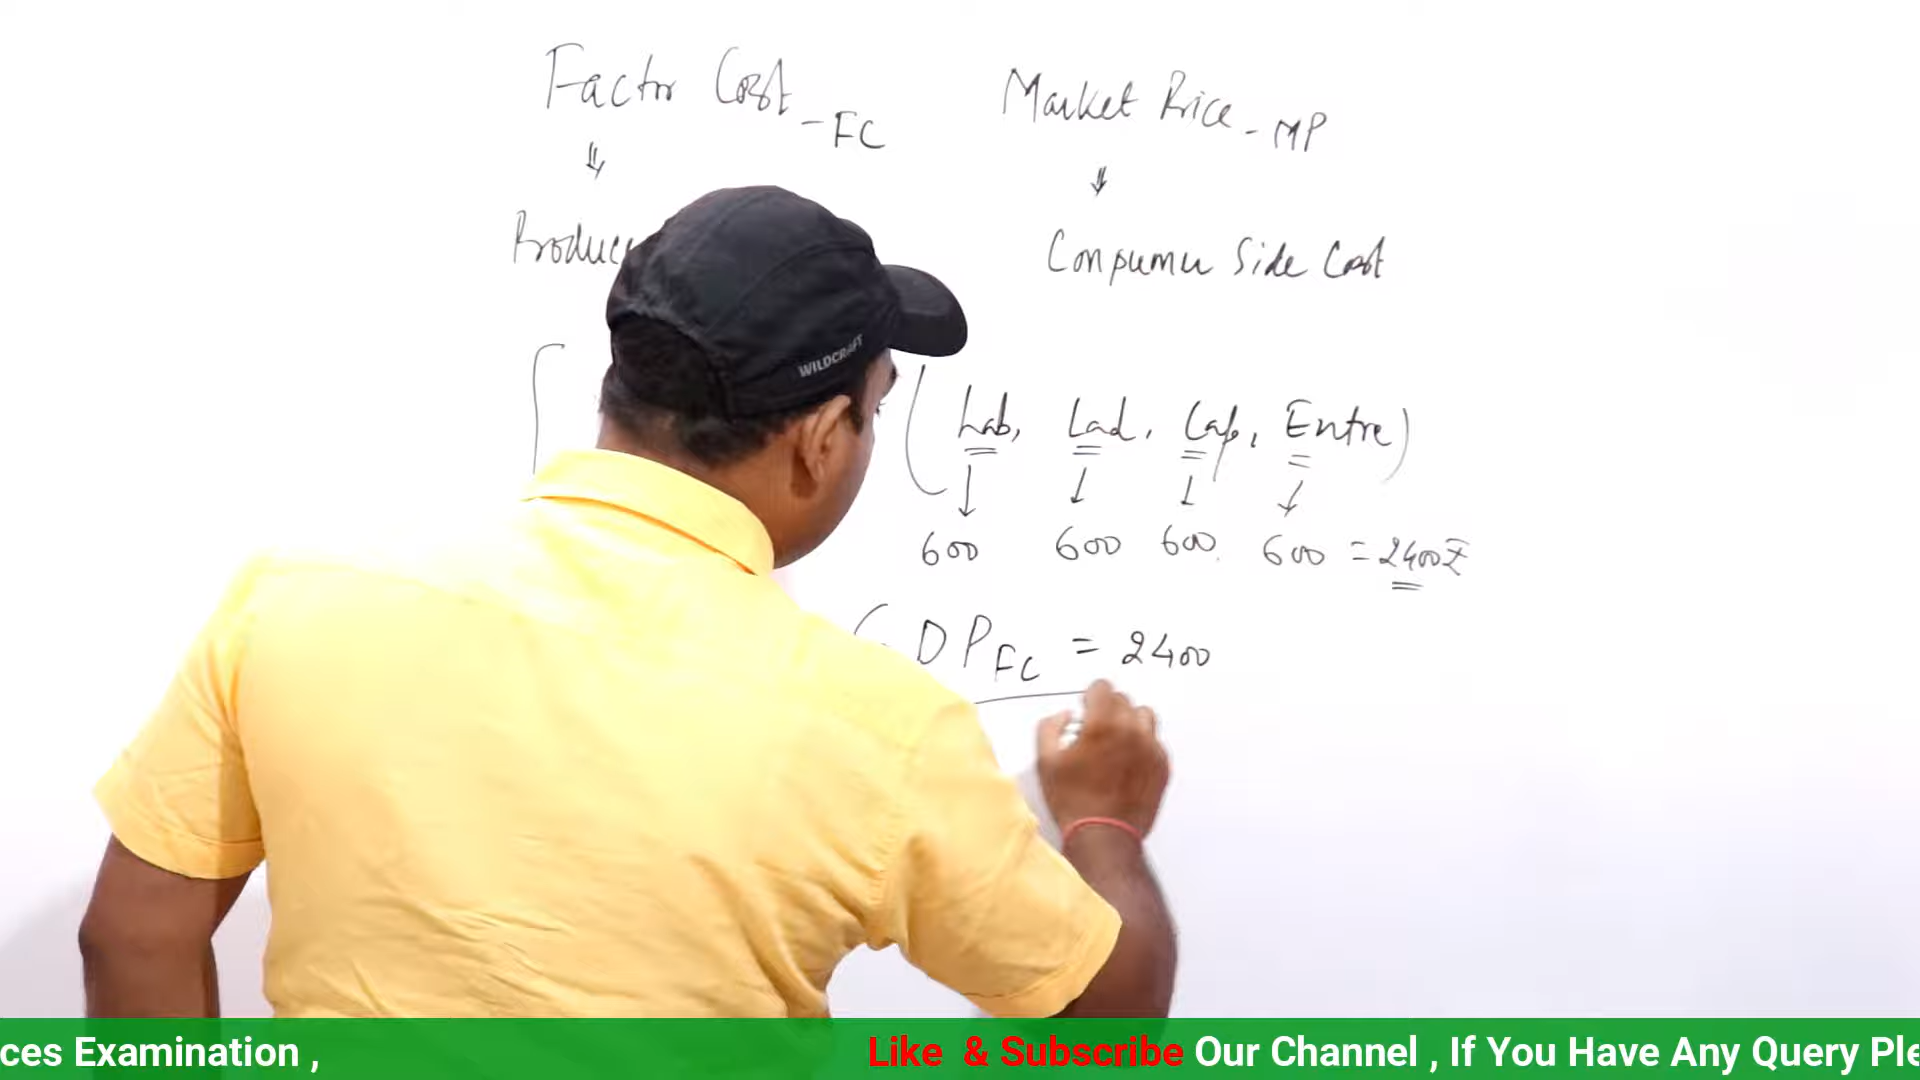 Factor Cost - FC
Market Price - MP
Consumer Side Cost
WILDCRAFT
(Lab, Lad, Cap, Entre)
600 600 600 600 = 2400₹
GDP FC = 2400
ces Examination , Like & Subscribe Our Channel , If You Have Any Query Ple